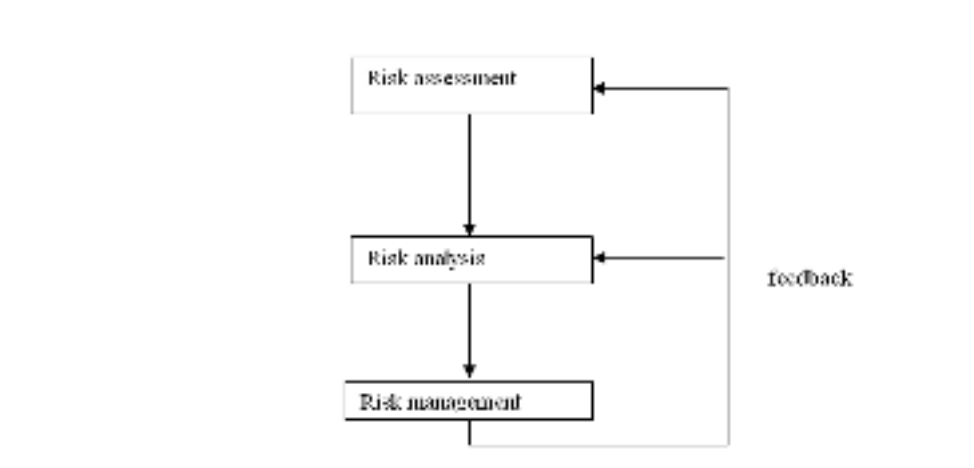 Risk assessment
Risk analysis
feedback
Risk management